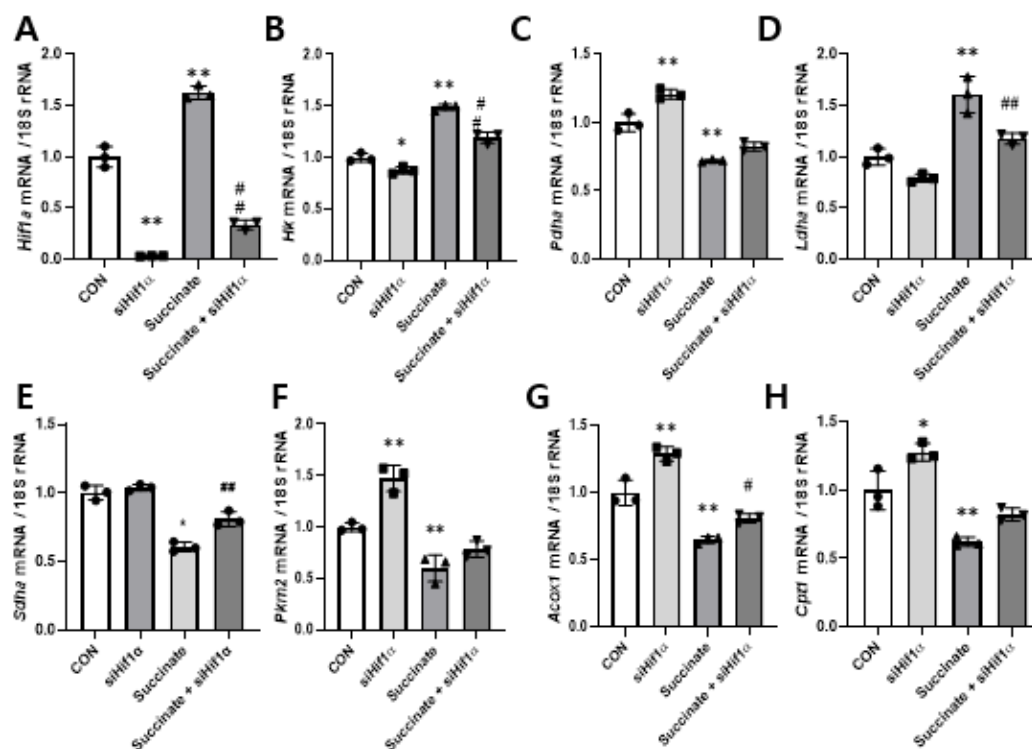 A
Hif1a mRNA / 18S rRNA
2.0
1.5
1.0
0.5
0.0
**
**
#
#
CON
siHif1α
Succinate
Succinate + siHif1α
B
Hk mRNA / 18S rRNA
2.0
1.5
1.0
0.5
0.0
*
**
#
#
CON
siHif1α
Succinate
Succinate + siHif1α
C
Pdha mRNA / 18S rRNA
1.5
1.0
0.5
0.0
**
**
CON
siHif1α
Succinate
Succinate + siHif1α
D
Ldha mRNA / 18S rRNA
2.0
1.5
1.0
0.5
0.0
**
##
CON
siHif1α
Succinate
Succinate + siHif1α
E
Sdha mRNA / 18S rRNA
1.5
1.0
0.5
0.0
*
##
CON
siHif1α
Succinate
Succinate + siHif1α
F
Pkm2 mRNA / 18S rRNA
2.0
1.5
1.0
0.5
0.0
**
**
CON
siHif1α
Succinate
Succinate + siHif1α
G
Acox1 mRNA / 18S rRNA
1.5
1.0
0.5
0.0
**
**
#
CON
siHif1α
Succinate
Succinate + siHif1α
H
Cpt1 mRNA / 18S rRNA
1.5
1.0
0.5
0.0
*
**
CON
siHif1α
Succinate
Succinate + siHif1α